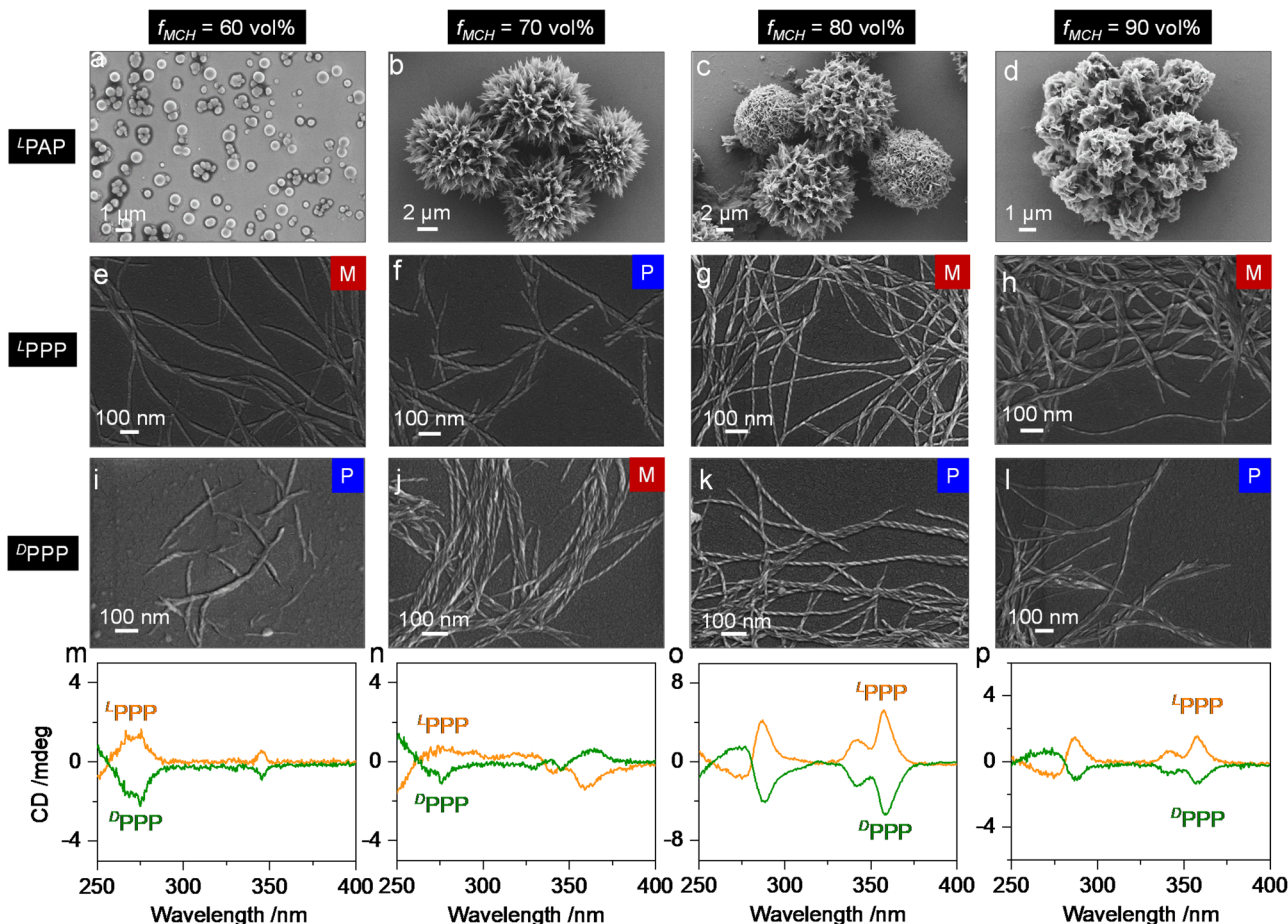 f_MCH = 60 vol%
f_MCH = 70 vol%
f_MCH = 80 vol%
f_MCH = 90 vol%
ᴸPAP
a
1 μm
b
2 μm
c
2 μm
d
1 μm
ᴸPPP
e
M
100 nm
f
P
100 nm
g
M
100 nm
h
M
100 nm
ᴰPPP
i
P
100 nm
j
M
100 nm
k
P
100 nm
l
P
100 nm
m
n
o
p
CD /mdeg
4
0
−4
ᴸPPP
ᴰPPP
250 300 350 400
Wavelength /nm
4
0
−4
ᴸPPP
ᴰPPP
250 300 350 400
Wavelength /nm
8
0
−8
ᴸPPP
ᴰPPP
250 300 350 400
Wavelength /nm
4
0
−4
ᴸPPP
ᴰPPP
250 300 350 400
Wavelength /nm